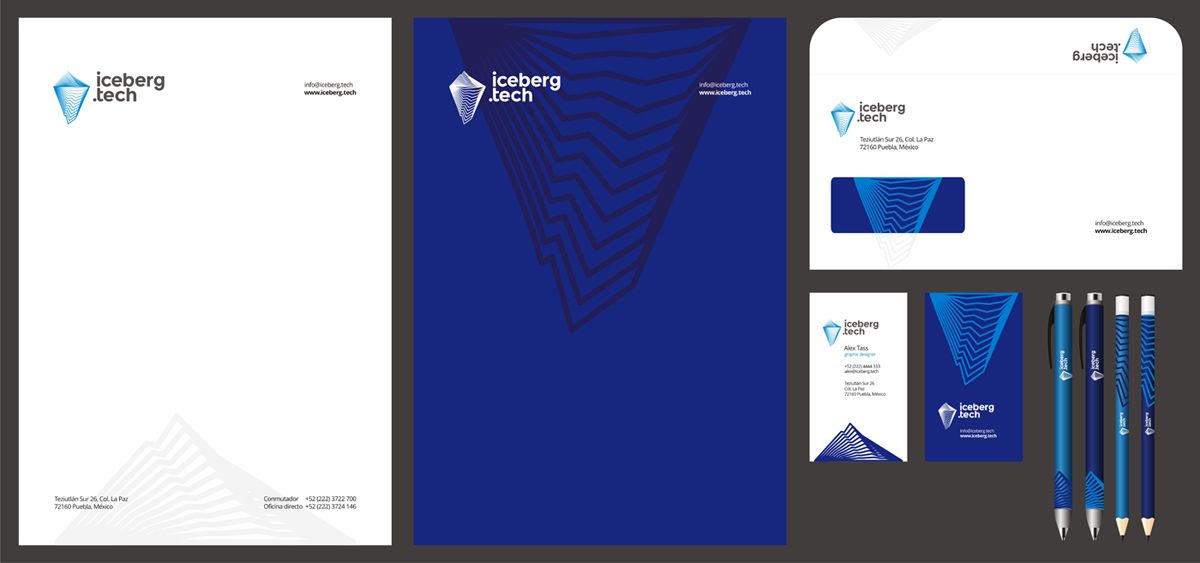 iceberg
.tech
info@iceberg.tech
www.iceberg.tech
Teziutlán Sur 26, Col. La Paz
72160 Puebla, México
Conmutador +52 (222) 3722 700
Oficina directo +52 (222) 3724 146
iceberg
.tech
info@iceberg.tech
www.iceberg.tech
iceberg
.tech
iceberg
.tech
Teziutlán Sur 26, Col. La Paz
72160 Puebla, México
info@iceberg.tech
www.iceberg.tech
iceberg
.tech
Alex Tass
graphic designer
+52 (222) 4444 333
alex@iceberg.tech
Teziutlán Sur 26
Col. La Paz
72160 Puebla, México
iceberg
.tech
info@iceberg.tech
www.iceberg.tech
iceberg
.tech
iceberg
.tech
iceberg
.tech
iceberg
.tech